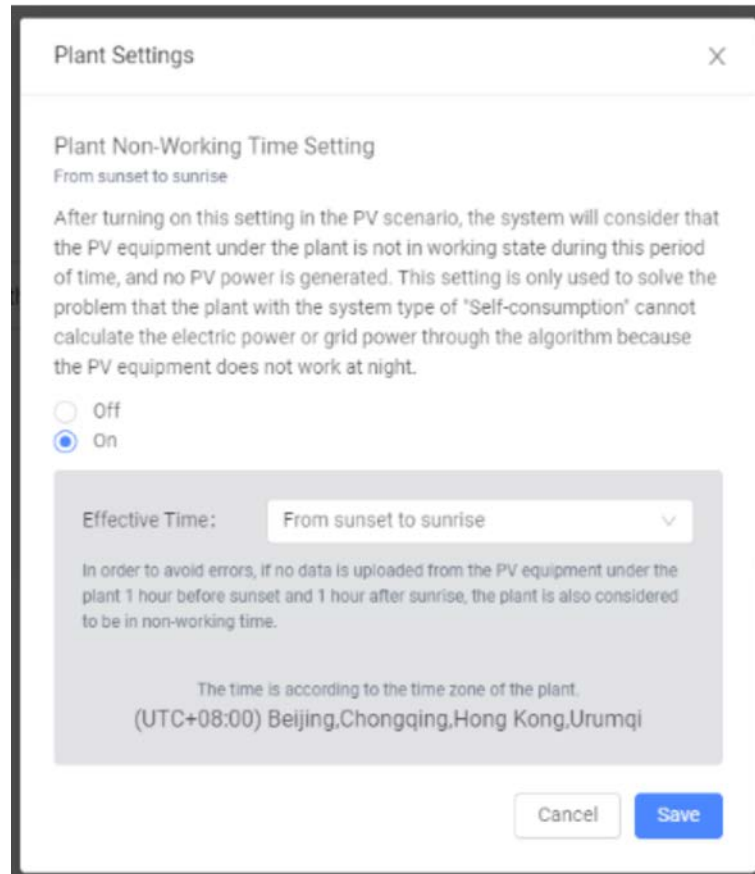 Plant Settings
Plant Non-Working Time Setting
From sunset to sunrise
After turning on this setting in the PV scenario, the system will consider that
the PV equipment under the plant is not in working state during this period
of time, and no PV power is generated. This setting is only used to solve the
problem that the plant with the system type of "Self-consumption" cannot
calculate the electric power or grid power through the algorithm because
the PV equipment does not work at night.
Off
On
Effective Time: From sunset to sunrise
In order to avoid errors, if no data is uploaded from the PV equipment under the
plant 1 hour before sunset and 1 hour after sunrise, the plant is also considered
to be in non-working time.
The time is according to the time zone of the plant.
(UTC+08:00) Beijing,Chongqing,Hong Kong,Urumqi
Cancel Save